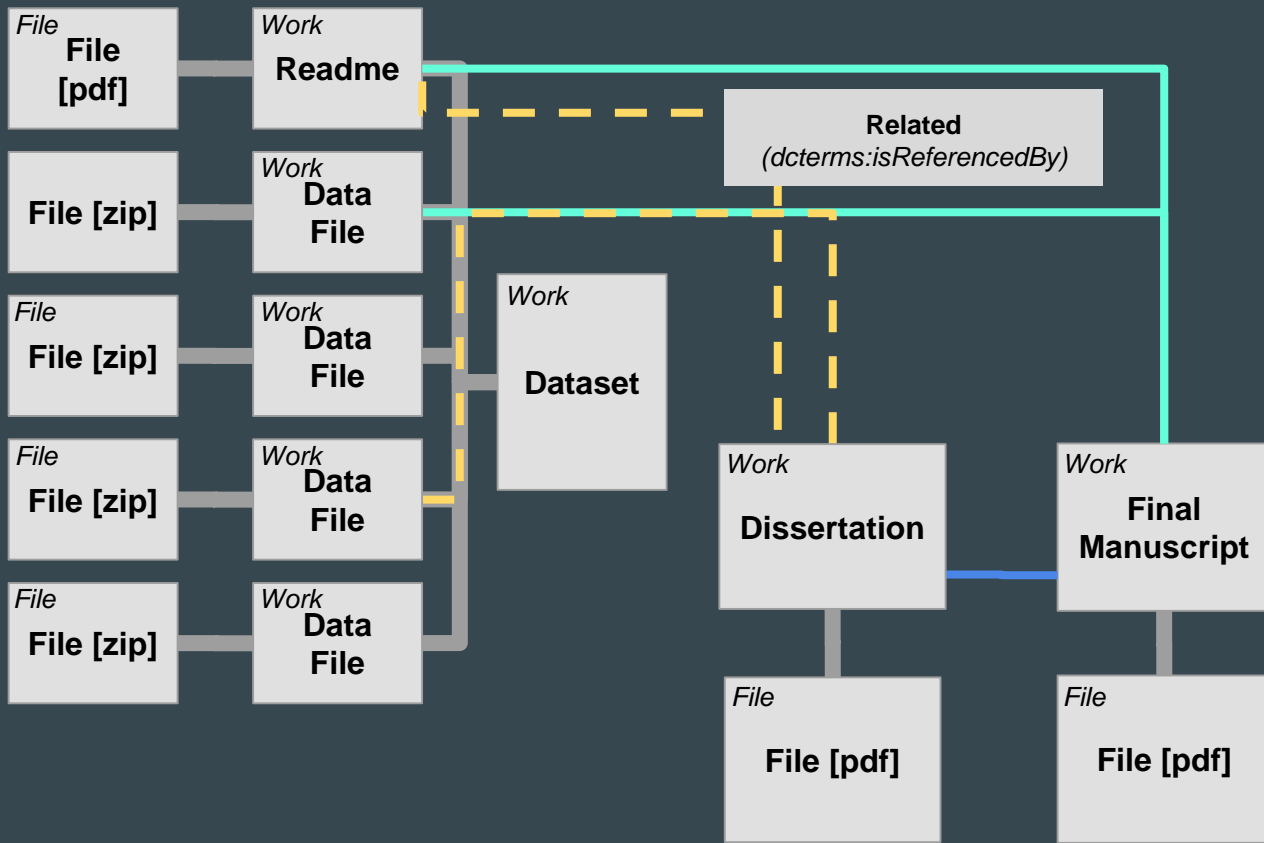 File
File
[pdf]
Work
Readme
Related
(dcterms:isReferencedBy)
File [zip]
Work
Data
File
File
File [zip]
Work
Data
File
Work
Dataset
File
File [zip]
Work
Data
File
Work
Dissertation
Work
Final
Manuscript
File
File [zip]
Work
Data
File
File
File [pdf]
File
File [pdf]